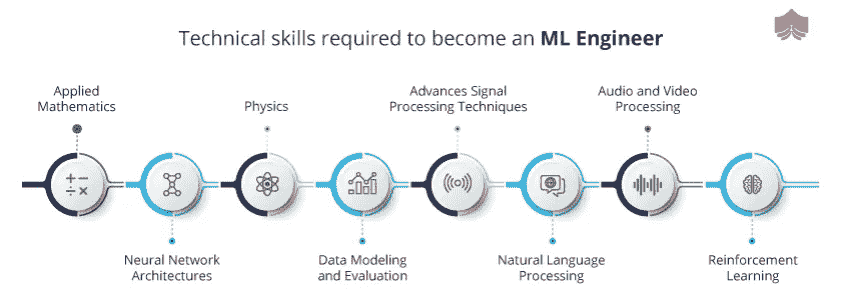 Technical skills required to become an ML Engineer
Applied
Mathematics
Physics
Advances Signal
Processing Techniques
Audio and Video
Processing
Neural Network
Architectures
Data Modeling
and Evaluation
Natural Language
Processing
Reinforcement
Learning